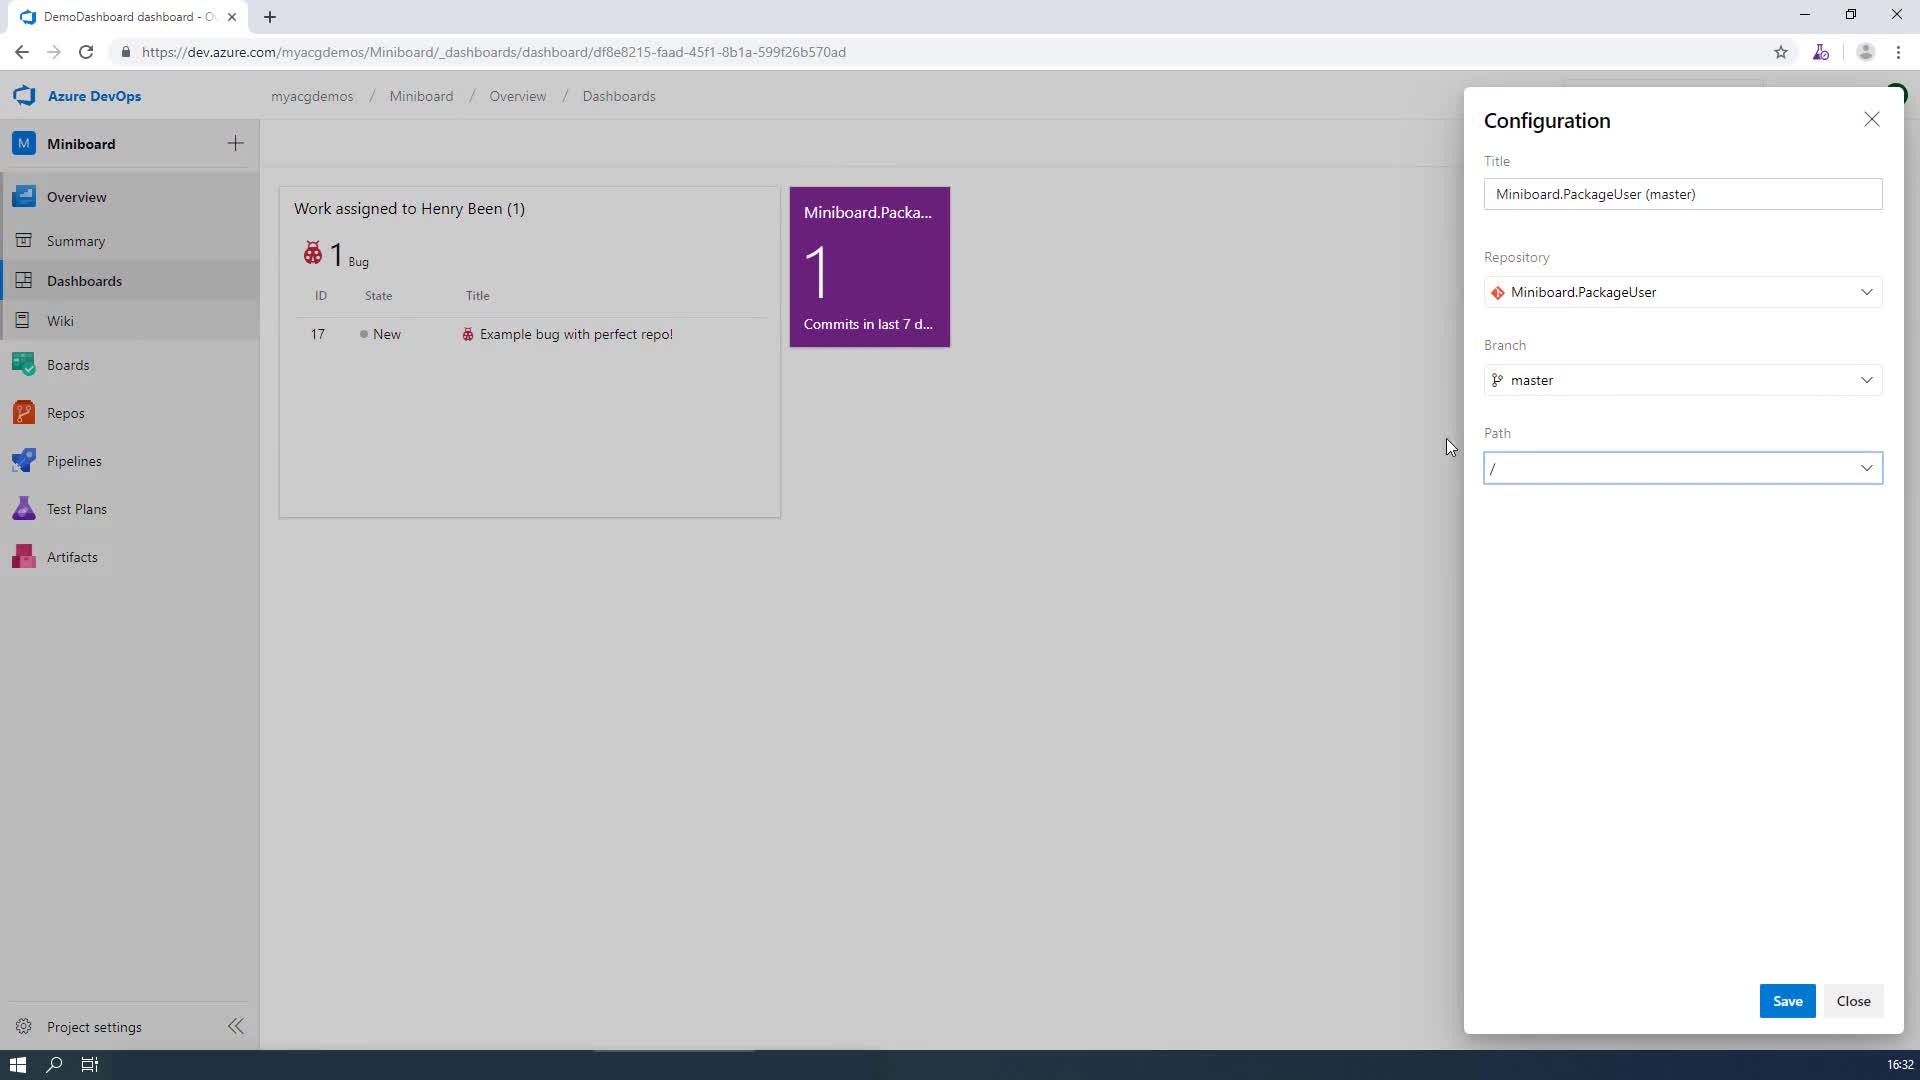 DemoDashboard dashboard - O
https://dev.azure.com/myacgdemos/Miniboard/_dashboards/dashboard/df8e8215-faad-45f1-8b1a-599f26b570ad
Azure DevOps
myacgdemos / Miniboard / Overview / Dashboards
M Miniboard
Overview
Summary
Dashboards
Wiki
Boards
Repos
Pipelines
Test Plans
Artifacts
Project settings
Work assigned to Henry Been (1)
1 Bug
ID State Title
17 New Example bug with perfect repo!
Miniboard.Packa...
1
Commits in last 7 d...
Configuration
Title
Miniboard.PackageUser (master)
Repository
Miniboard.PackageUser
Branch
master
Path
/
Save Close
16:32